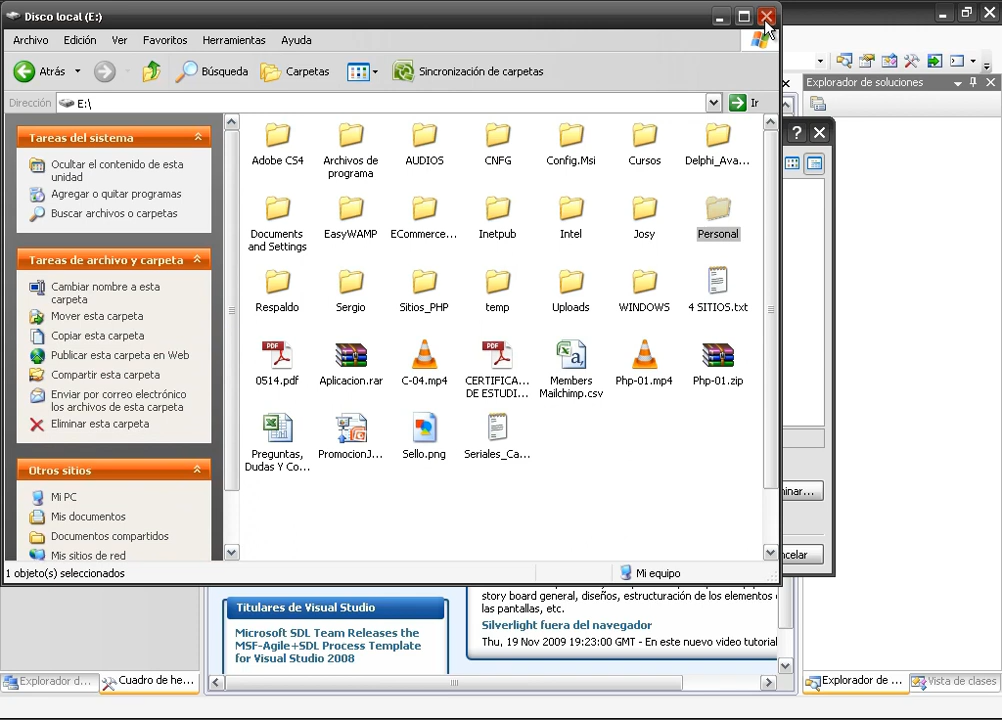 Disco local (E:)
Archivo Edición Ver Favoritos Herramientas Ayuda
Atrás Búsqueda Carpetas Sincronización de carpetas
Dirección E:\ Ir
Explorador de soluciones
Tareas del sistema
Ocultar el contenido de esta
unidad
Agregar o quitar programas
Buscar archivos o carpetas
Tareas de archivo y carpeta
Cambiar nombre a esta
carpeta
Mover esta carpeta
Copiar esta carpeta
Publicar esta carpeta en Web
Compartir esta carpeta
Enviar por correo electrónico
los archivos de esta carpeta
Eliminar esta carpeta
Otros sitios
Mi PC
Mis documentos
Documentos compartidos
Mis sitios de red
Adobe CS4 Archivos de AUDIOS CNFG Config.Msi Cursos Delphi_Ava...
programa
Documents EasyWAMP ECommerce... Inetpub Intel Josy Personal
and Settings
Respaldo Sergio Sitios_PHP temp Uploads WINDOWS 4 SITIOS.txt
0514.pdf Aplicacion.rar C-04.mp4 CERTIFICA... Members Php-01.mp4 Php-01.zip
DE ESTUDI... Mailchimp.csv
Preguntas, PromocionJ... Sello.png Seriales_Ca...
Dudas Y Co...
inar...
celar
1 objeto(s) seleccionados Mi equipo
Titulares de Visual Studio
Microsoft SDL Team Releases the
MSF-Agile+SDL Process Template
for Visual Studio 2008
story board general, diseños, estructuración de los elementos
las pantallas, etc.
Silverlight fuera del navegador
Thu, 19 Nov 2009 19:23:00 GMT - En este nuevo video tutorial
Explorador d... Cuadro de he... Explorador de ... Vista de clases